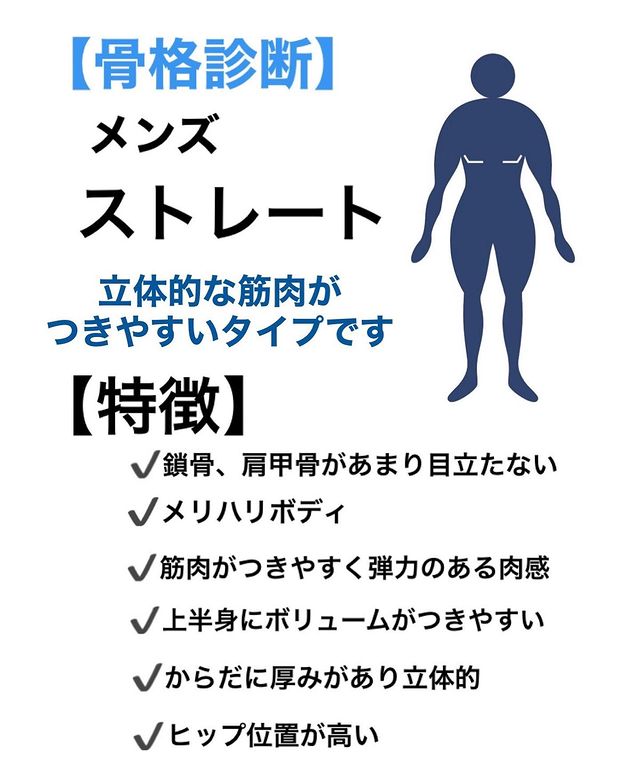 【骨格診断】
メンズ
ストレート
立体的な筋肉が
つきやすいタイプです
【特徴】
✔鎖骨、肩甲骨があまり目立たない
✔メリハリボディ
✔筋肉がつきやすく弾力のある肉感
✔上半身にボリュームがつきやすい
✔からだに厚みがあり立体的
✔ヒップ位置が高い